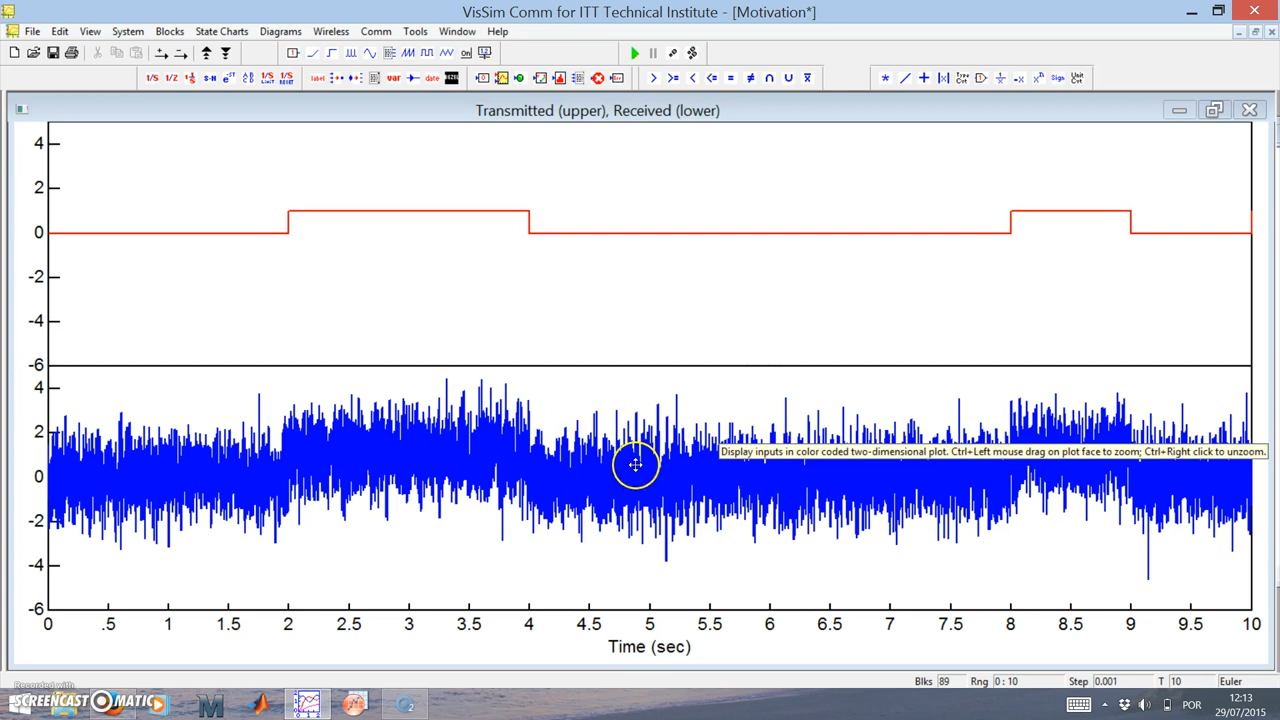 VisSim Comm for ITT Technical Institute - [Motivation*]
File Edit View System Blocks State Charts Diagrams Wireless Comm Tools Window Help
1/S 1/Z S-H label var date
Transmitted (upper), Received (lower)
4
2
0
-2
-4
-6
4
2
0
-2
-4
-6
Display inputs in color coded two-dimensional plot. Ctrl+Left mouse drag on plot face to zoom; Ctrl+Right click to unzoom.
0 .5 1 1.5 2 2.5 3 3.5 4 4.5 5 5.5 6 6.5 7 7.5 8 8.5 9 9.5 10
Time (sec)
Blks 89 Rng 0 : 10 Step 0.001 T 10 Euler
Recorded with
SCREENCAST MATIC
POR
12:13
29/07/2015